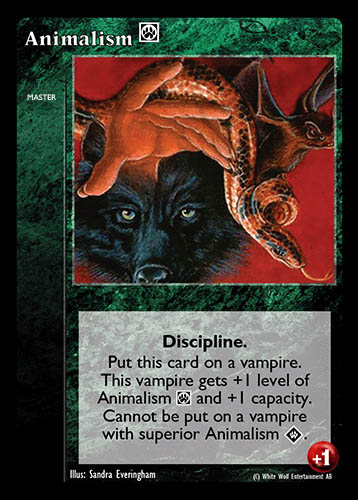 Animalism
MASTER
Discipline.
Put this card on a vampire.
This vampire gets +1 level of
Animalism and +1 capacity.
Cannot be put on a vampire
with superior Animalism .
+1
Illus: Sandra Everingham
(C) White Wolf Entertainment AB